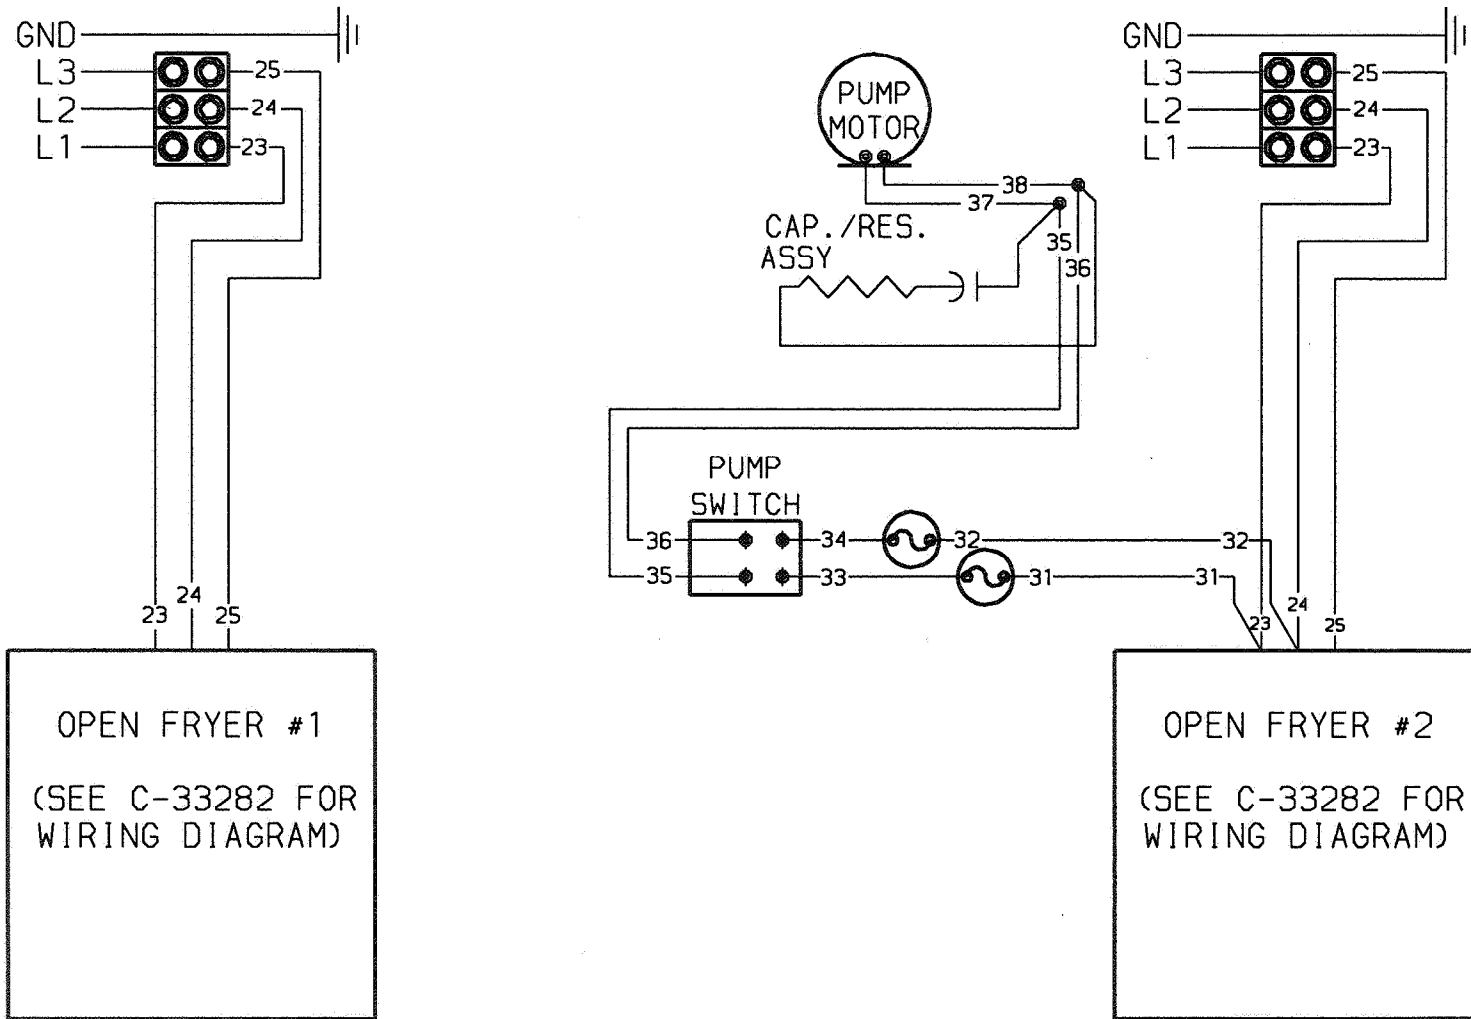 GND
L3
25
L2
24
L1
23
23
24
25
OPEN FRYER #1
(SEE C-33282 FOR
WIRING DIAGRAM)
PUMP
MOTOR
38
37
CAP./RES.
ASSY
35
36
PUMP
SWITCH
36
34
32
32
35
33
31
31
GND
L3
25
L2
24
L1
23
23
24
25
OPEN FRYER #2
(SEE C-33282 FOR
WIRING DIAGRAM)